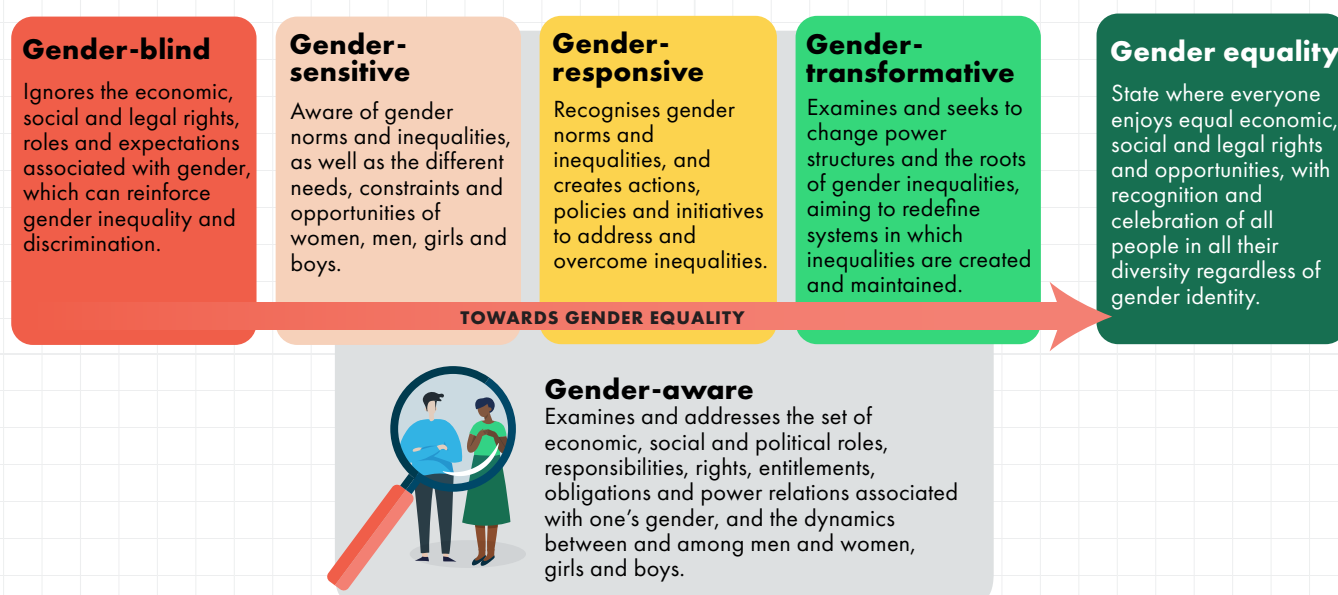 Gender-blind
Ignores the economic,
social and legal rights,
roles and expectations
associated with gender,
which can reinforce
gender inequality and
discrimination.
Gender-
sensitive
Aware of gender
norms and inequalities,
as well as the different
needs, constraints and
opportunities of
women, men, girls and
boys.
Gender-
responsive
Recognises gender
norms and
inequalities, and
creates actions,
policies and initiatives
to address and
overcome inequalities.
Gender-
transformative
Examines and seeks to
change power
structures and the roots
of gender inequalities,
aiming to redefine
systems in which
inequalities are created
and maintained.
Gender equality
State where everyone
enjoys equal economic,
social and legal rights
and opportunities, with
recognition and
celebration of all
people in all their
diversity regardless of
gender identity.
TOWARDS GENDER EQUALITY
Gender-aware
Examines and addresses the set of
economic, social and political roles,
responsibilities, rights, entitlements,
obligations and power relations associated
with one’s gender, and the dynamics
between and among men and women,
girls and boys.